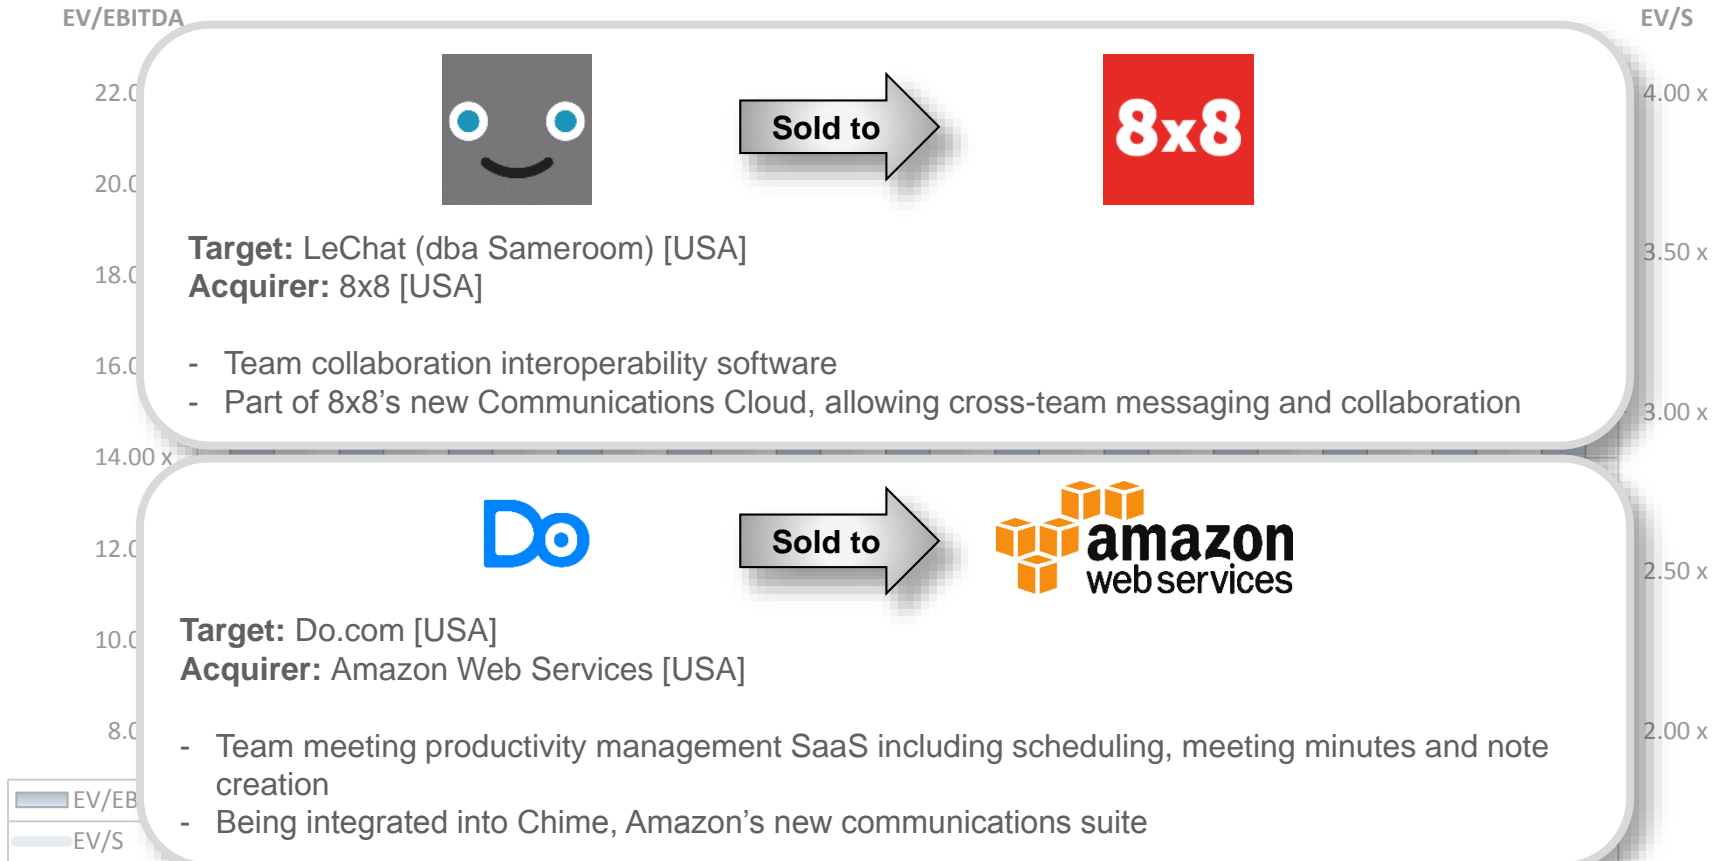 EV/EBITDA
EV/S
Sold to
8x8
22.0
4.00 x
20.0
Target: LeChat (dba Sameroom) [USA]
3.50 x
18.0
Acquirer: 8x8 [USA]
16.0
- Team collaboration interoperability software
- Part of 8x8’s new Communications Cloud, allowing cross-team messaging and collaboration
3.00 x
14.00 x
Do
Sold to
amazon
web services
12.0
2.50 x
10.0
Target: Do.com [USA]
Acquirer: Amazon Web Services [USA]
8.0
2.00 x
- Team meeting productivity management SaaS including scheduling, meeting minutes and note
creation
EV/EB
- Being integrated into Chime, Amazon’s new communications suite
EV/S